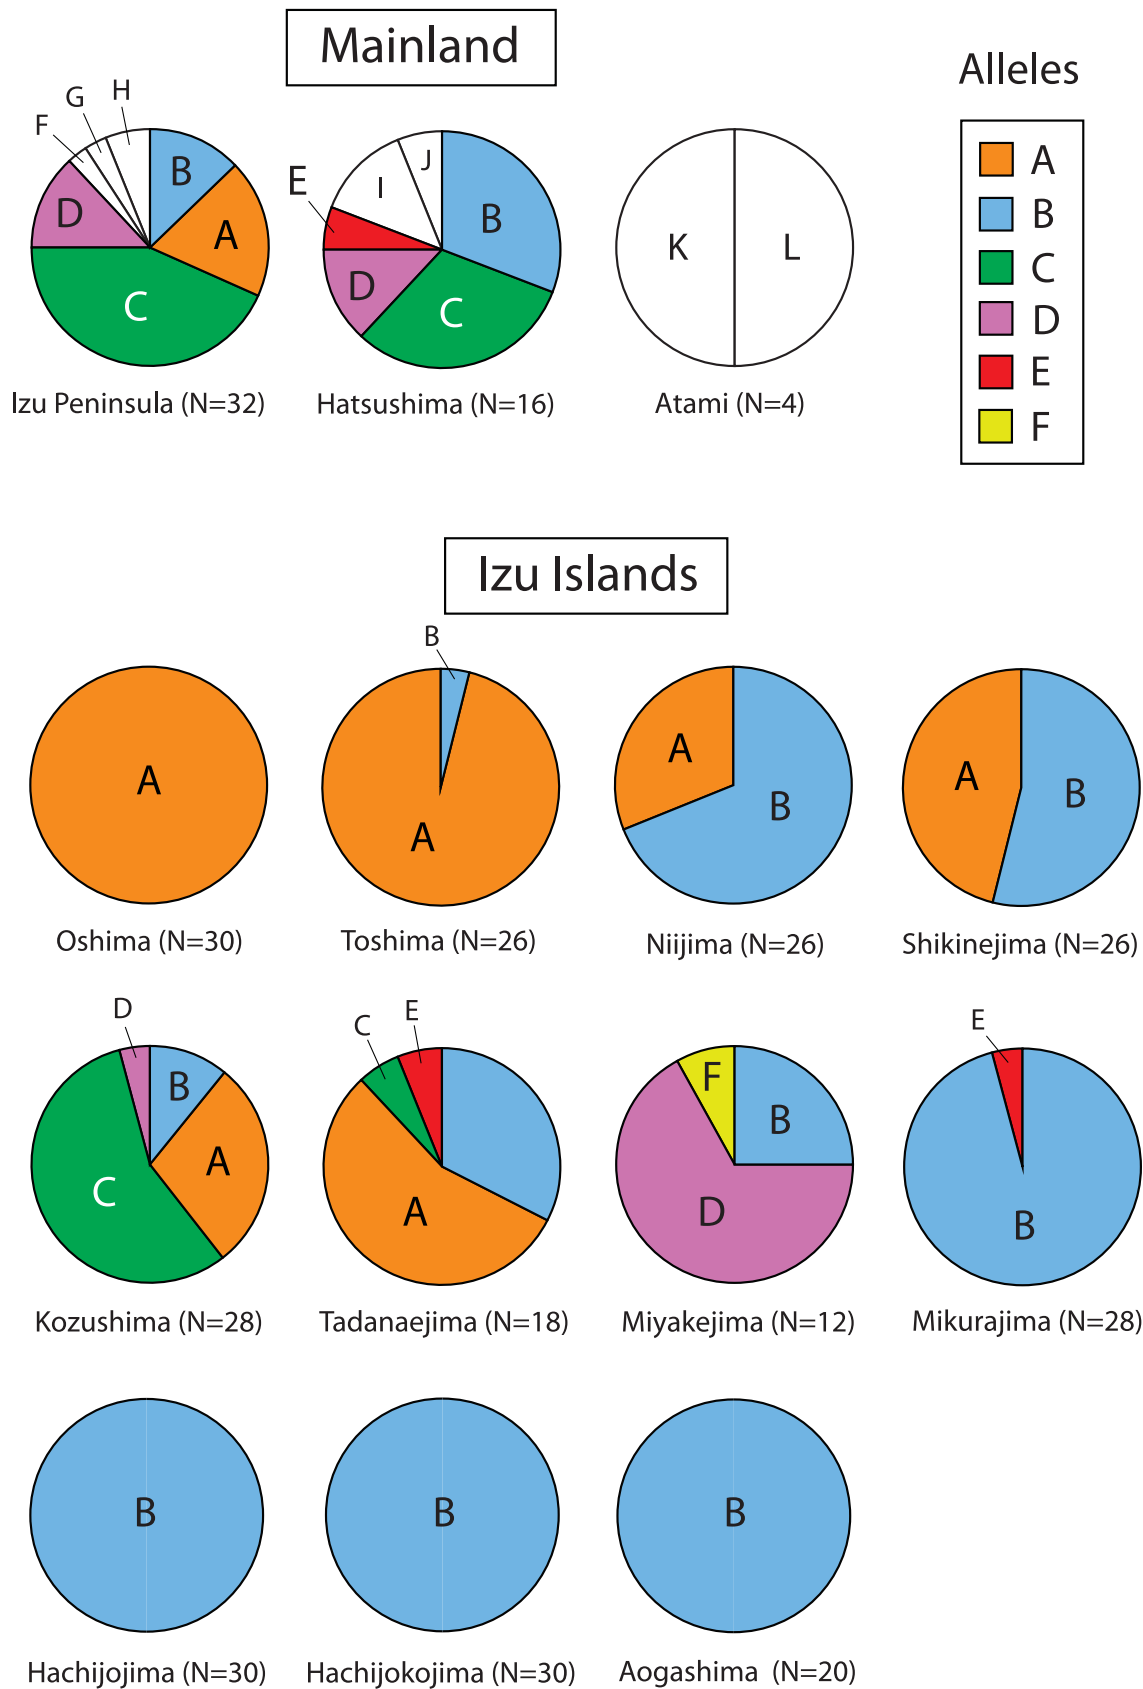 Mainland
Alleles
A
B
C
D
E
F
F
G
H
B
A
D
C
Izu Peninsula (N=32)
E
I
J
B
D
C
Hatsushima (N=16)
K
L
Atami (N=4)
Izu Islands
A
Oshima (N=30)
B
A
Toshima (N=26)
A
B
Niijima (N=26)
A
B
Shikinejima (N=26)
D
B
A
C
Kozushima (N=28)
C
E
A
Tadanaejima (N=18)
F
B
D
Miyakejima (N=12)
E
B
Mikurajima (N=28)
B
Hachijojima (N=30)
B
Hachijokojima (N=30)
B
Aogashima (N=20)